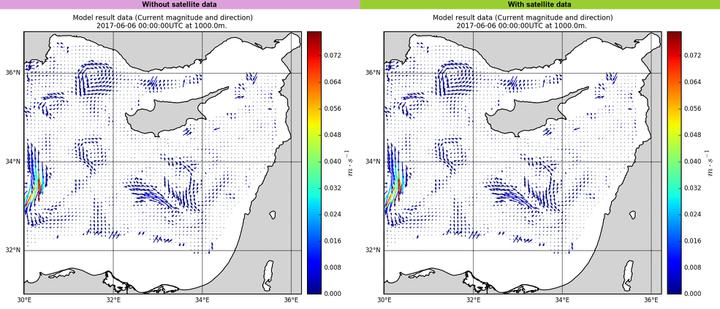 Without satellite data
With satellite data
Model result data (Current magnitude and direction)
2017-06-06 00:00:00UTC at 1000.0m.
36°N
34°N
32°N
30°E
32°E
34°E
36°E
0.072
0.064
0.056
0.048
0.040
0.032
0.024
0.016
0.008
0.000
m · s⁻¹
Model result data (Current magnitude and direction)
2017-06-06 00:00:00UTC at 1000.0m.
36°N
34°N
32°N
30°E
32°E
34°E
36°E
0.072
0.064
0.056
0.048
0.040
0.032
0.024
0.016
0.008
0.000
m · s⁻¹